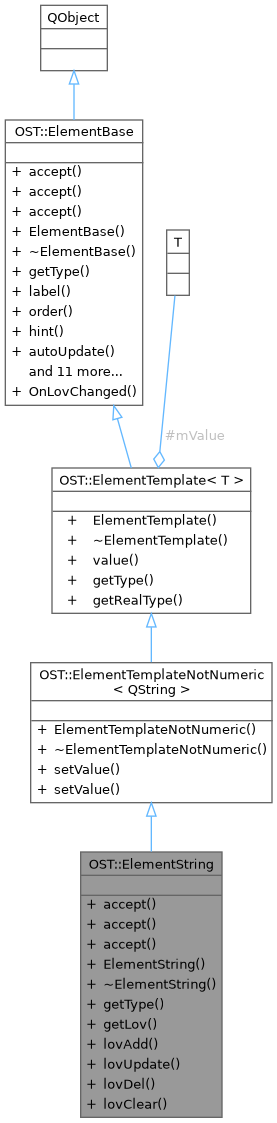 QObject
OST::ElementBase
+ accept()
+ accept()
+ accept()
+ ElementBase()
+ ~ElementBase()
+ getType()
+ label()
+ order()
+ hint()
+ autoUpdate()
and 11 more...
+ OnLovChanged()
T
#mValue
OST::ElementTemplate< T >
+ ElementTemplate()
+ ~ElementTemplate()
+ value()
+ getType()
+ getRealType()
OST::ElementTemplateNotNumeric
< QString >
+ ElementTemplateNotNumeric()
+ ~ElementTemplateNotNumeric()
+ setValue()
+ setValue()
OST::ElementString
+ accept()
+ accept()
+ accept()
+ ElementString()
+ ~ElementString()
+ getType()
+ getLov()
+ lovAdd()
+ lovUpdate()
+ lovDel()
+ lovClear()